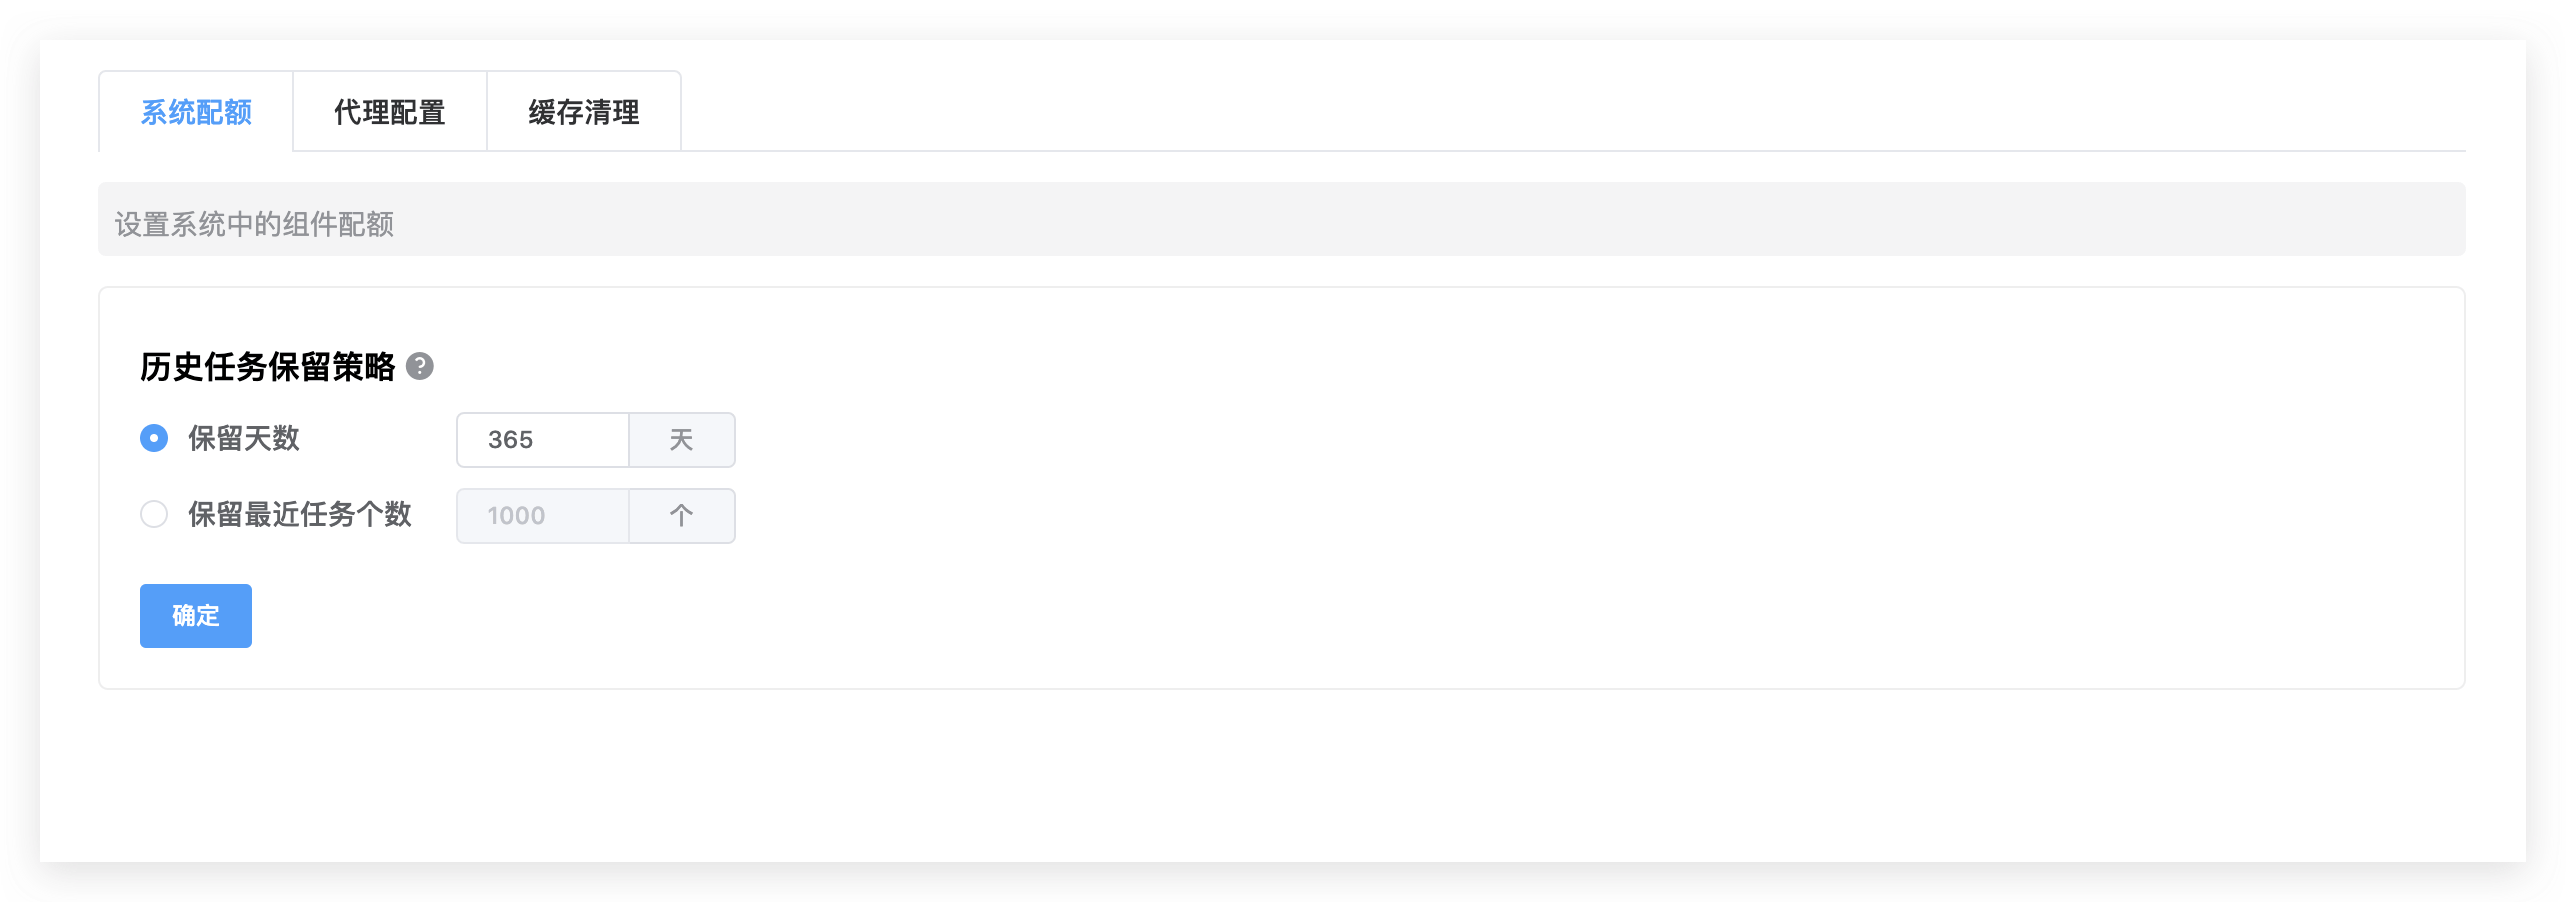 系统配额 代理配置 缓存清理
设置系统中的组件配额
历史任务保留策略 ?
保留天数 365 天
保留最近任务个数 1000 个
确定